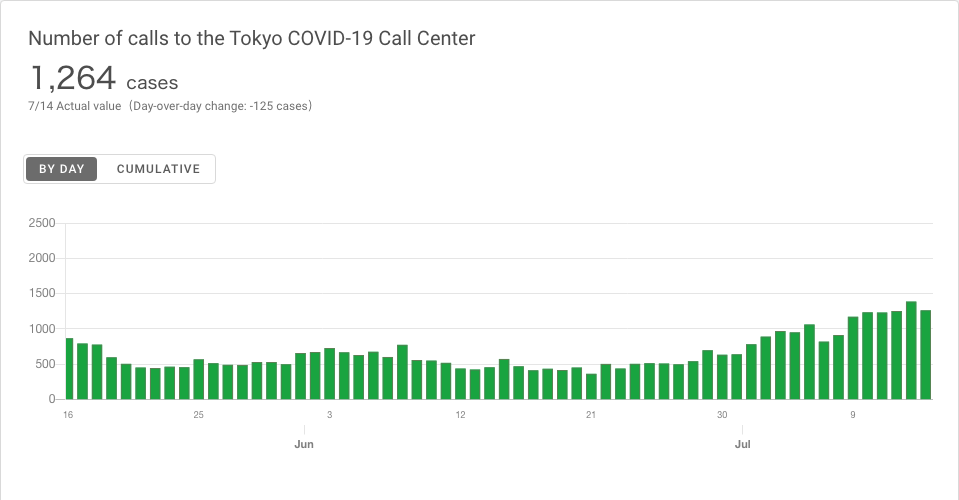 Number of calls to the Tokyo COVID-19 Call Center
1,264 cases
7/14 Actual value (Day-over-day change: -125 cases)
BY DAY CUMULATIVE
2500
2000
1500
1000
500
0
16 25 3 12 21 30 9
Jun Jul